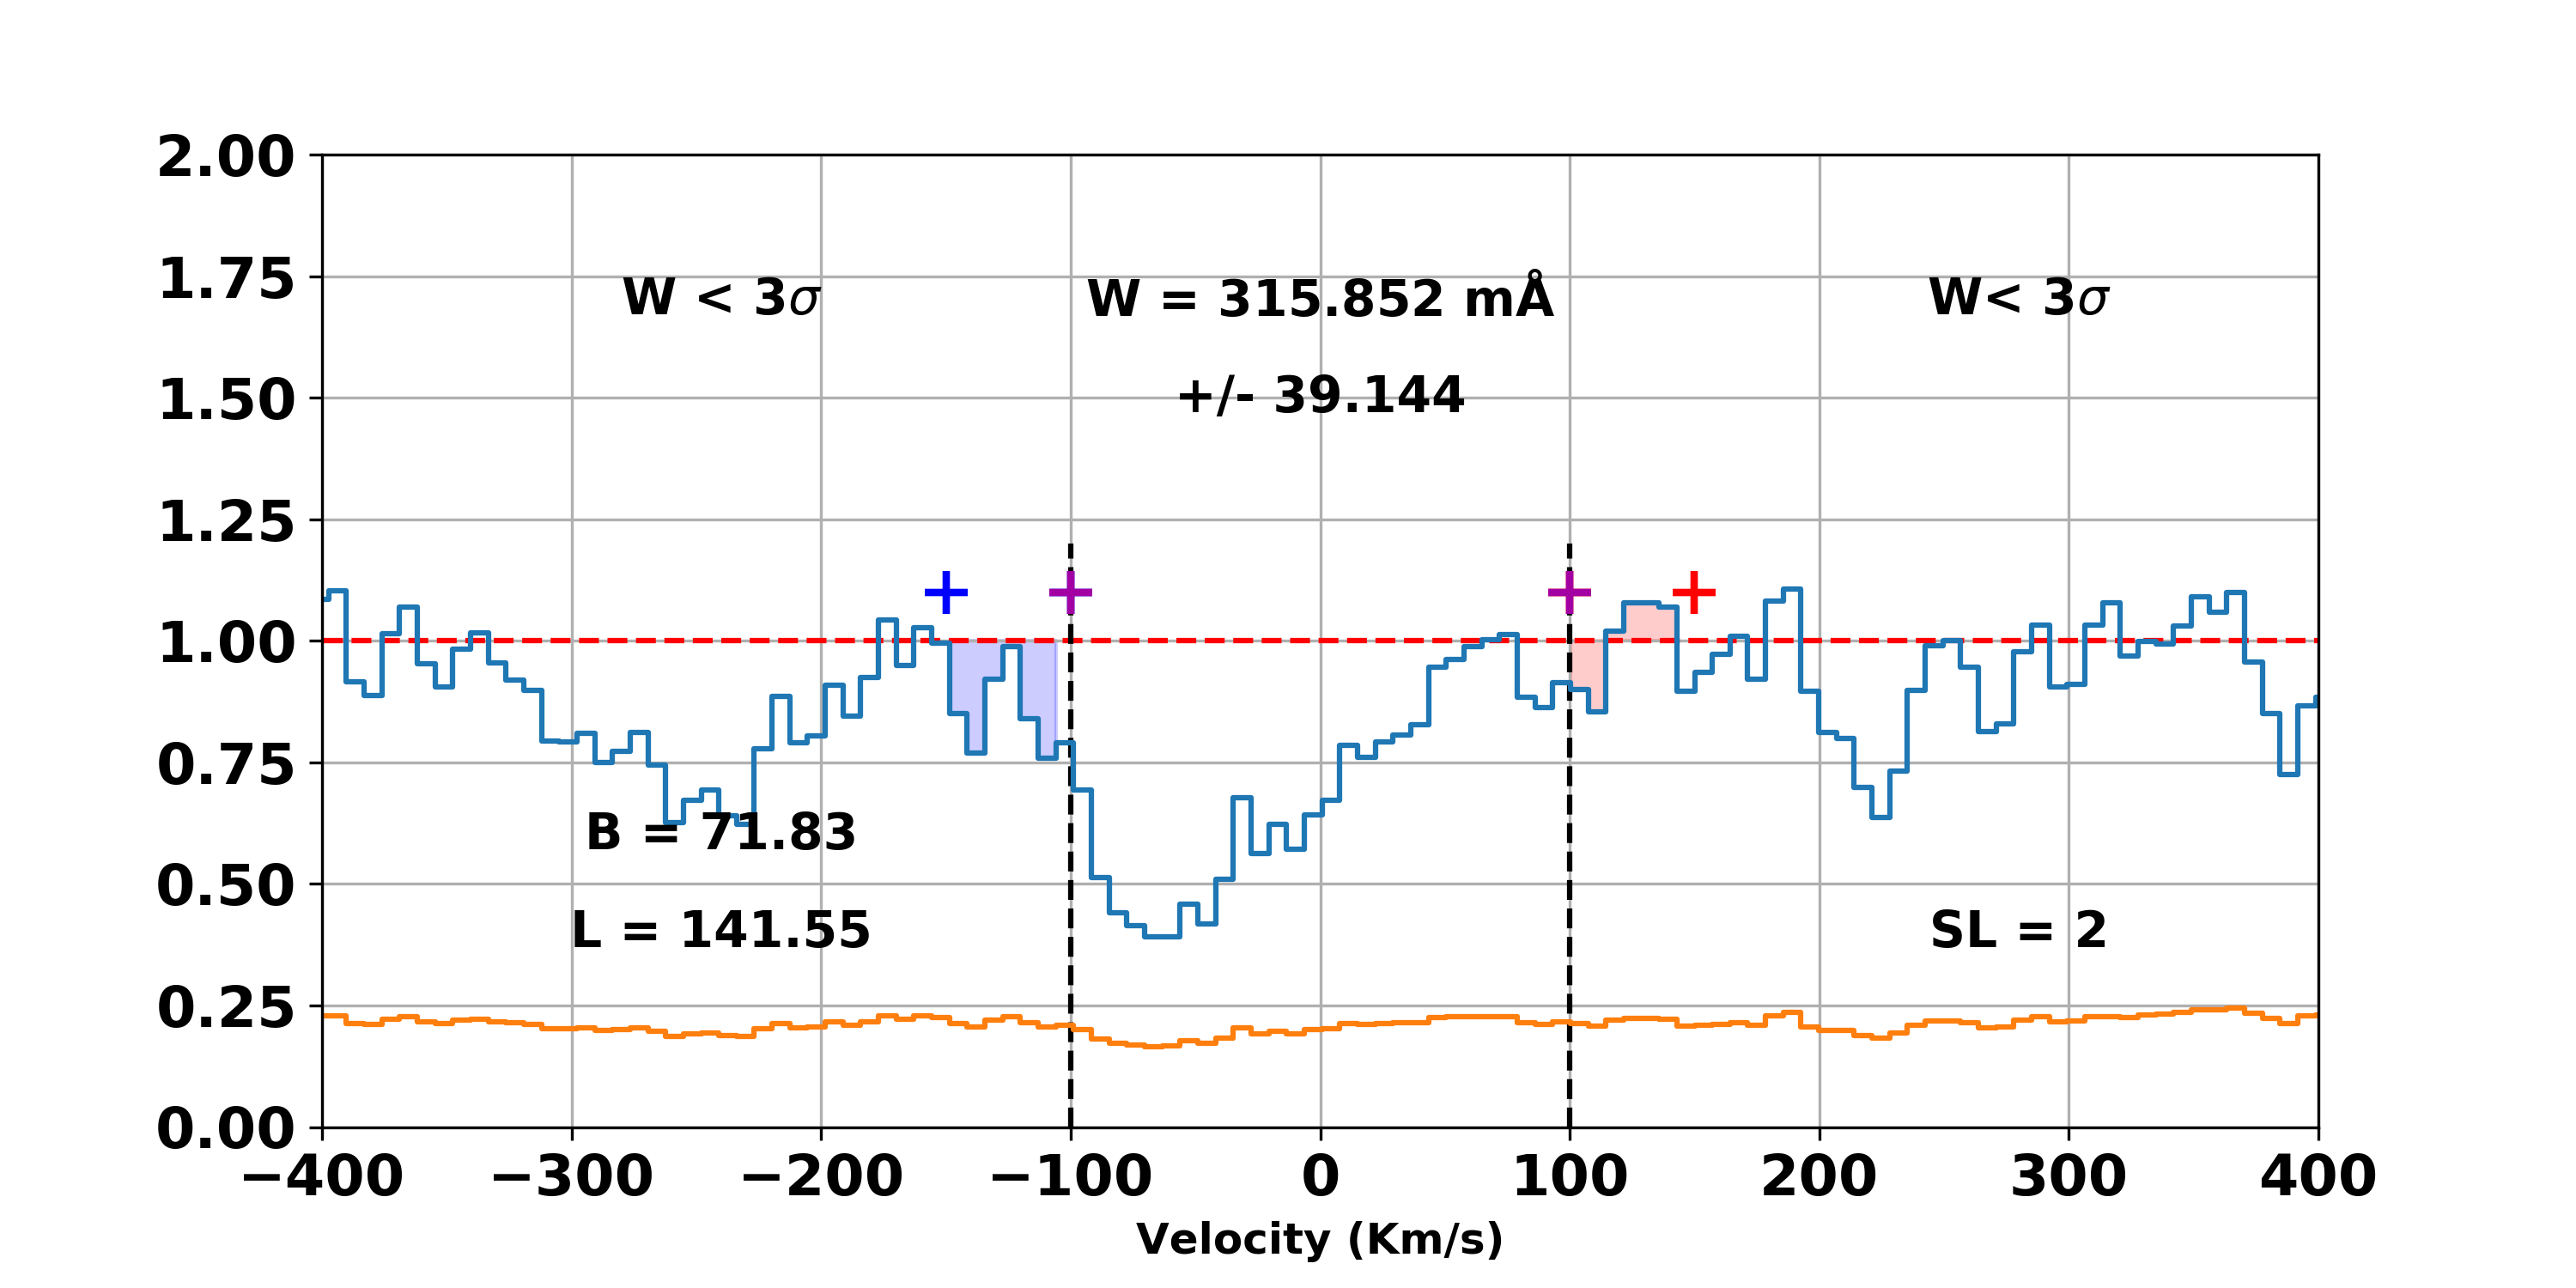 2.00
1.75
1.50
1.25
1.00
0.75
0.50
0.25
0.00
W < 3σ
W = 315.852 mÅ
+/- 39.144
W< 3σ
B = 71.83
L = 141.55
SL = 2
−400 −300 −200 −100 0 100 200 300 400
Velocity (Km/s)